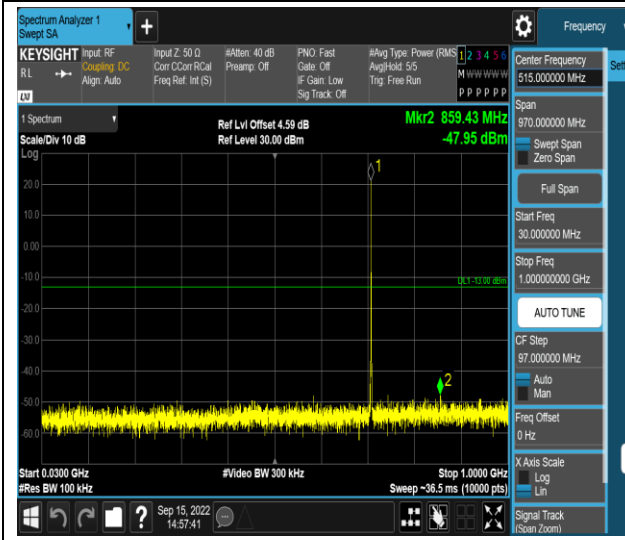 Spectrum Analyzer 1
Swept SA
+
Frequency
KEYSIGHT
RL
LXI
Input: RF
Coupling: DC
Align: Auto
Input Z: 50 Ω
Corr CCorr RCal
Freq Ref: Int (S)
#Atten: 40 dB
Preamp: Off
PNO: Fast
Gate: Off
IF Gain: Low
Sig Track: Off
#Avg Type: Power (RMS
Avg|Hold: 5/5
Trig: Free Run
1 2 3 4 5 6
M W W W W W
P P P P P P
1 Spectrum
Scale/Div 10 dB
Ref Lvl Offset 4.59 dB
Ref Level 30.00 dBm
Mkr2 859.43 MHz
-47.95 dBm
Log
20.0
10.0
0.00
-10.0
-20.0
-30.0
-40.0
-50.0
-60.0
1
DL1 -13.00 dBm
2
Start 0.0300 GHz
#Res BW 100 kHz
#Video BW 300 kHz
Stop 1.0000 GHz
Sweep ~36.5 ms (10000 pts)
?
Sep 15, 2022
14:57:41
Center Frequency
515.000000 MHz
Sett
Span
970.000000 MHz
Swept Span
Zero Span
Full Span
Start Freq
30.000000 MHz
Stop Freq
1.000000000 GHz
AUTO TUNE
CF Step
97.000000 MHz
Auto
Man
Freq Offset
0 Hz
X Axis Scale
Log
Lin
Signal Track
(Span Zoom)